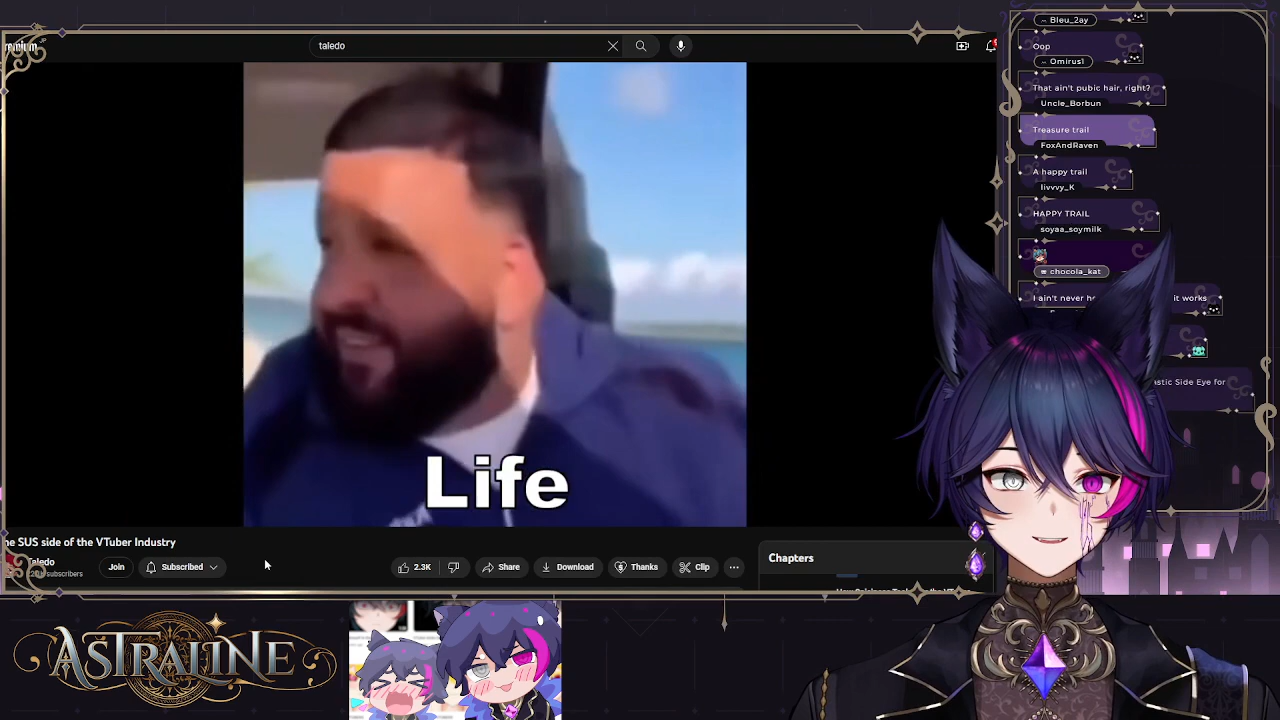 taledo
Life
he SUS side of the VTuber Industry
Taledo
subscribers
Join
Subscribed
2.3K
Share
Download
Thanks
Clip
Chapters
ASTRALINE
Bleu_2ay
Oop
Omirus1
That ain't pubic hair, right?
Uncle_Borbun
Treasure trail
FoxAndRaven
A happy trail
livvvy_K
HAPPY TRAIL
soyaa_soymilk
chocola_kat
I ain't never he it works
astic Side Eye for